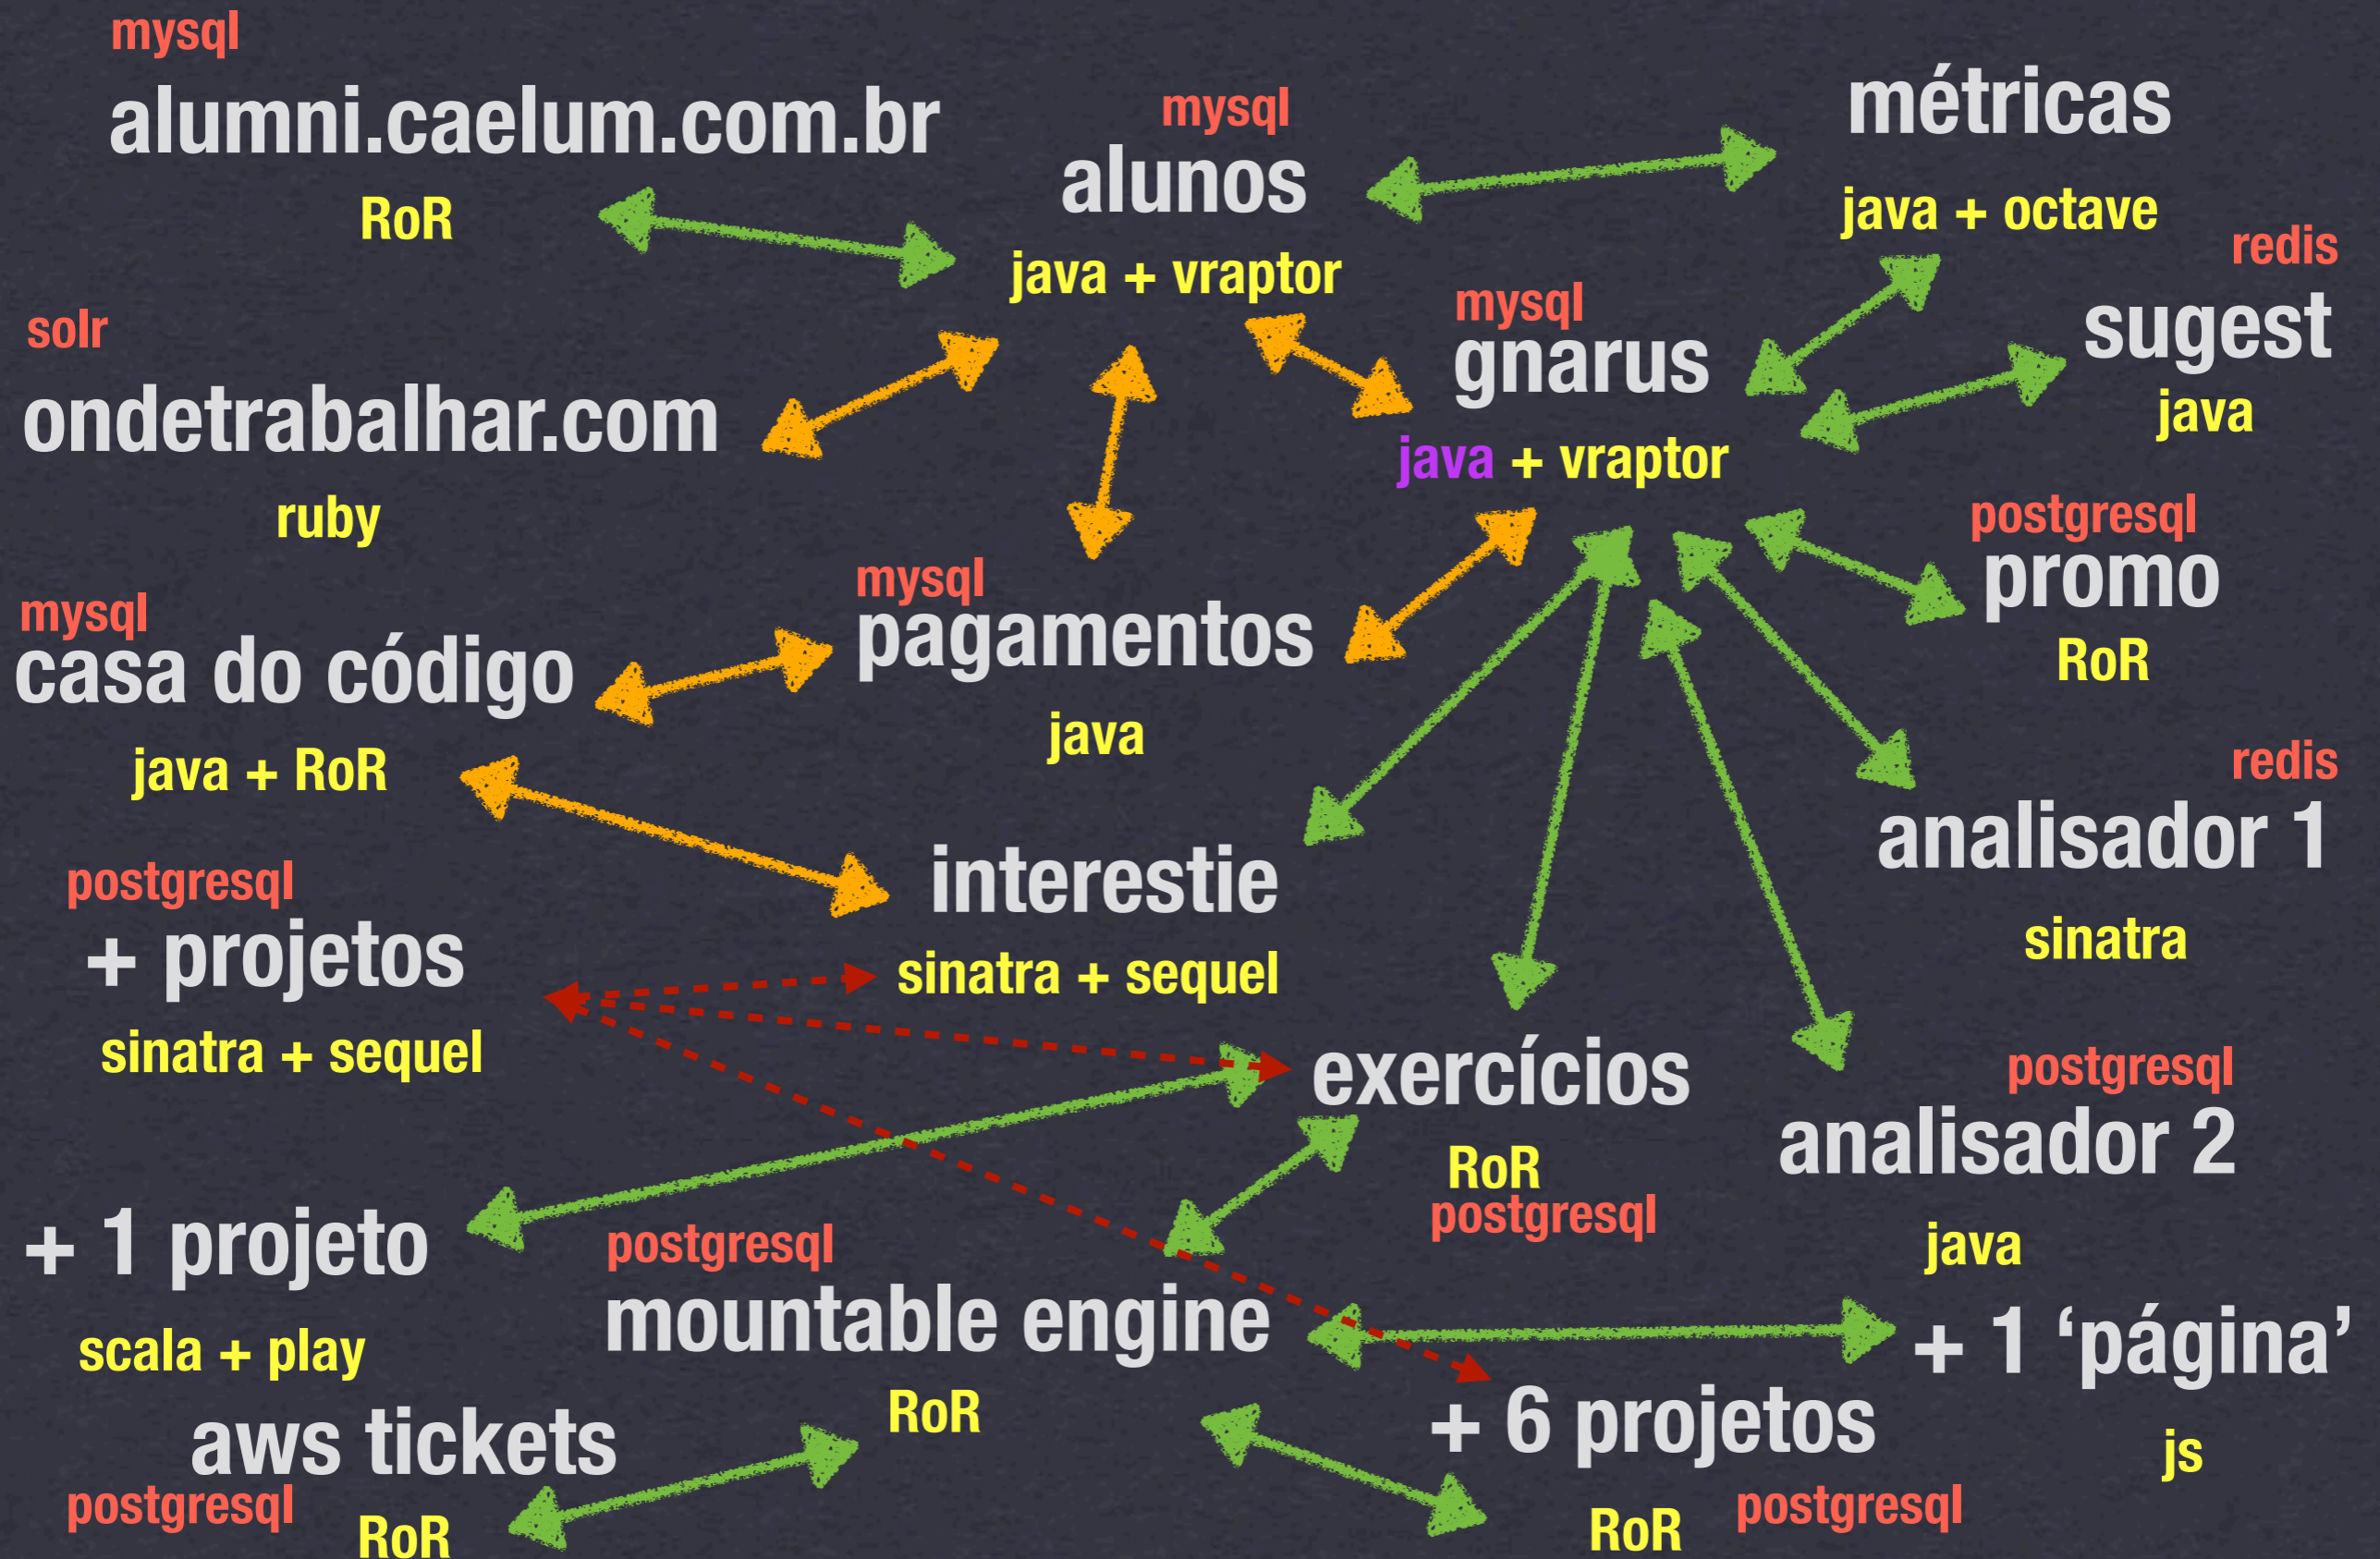 mysql
alumni.caelum.com.br
RoR
mysql
alunos
java + vraptor
métricas
java + octave
redis
sugest
java
solr
ondetrabalhar.com
ruby
mysql
gnarus
java + vraptor
postgresql
promo
RoR
mysql
casa do código
java + RoR
mysql
pagamentos
java
redis
analisador 1
sinatra
postgresql
+ projetos
sinatra + sequel
interestie
sinatra + sequel
exercícios
RoR
postgresql
postgresql
analisador 2
java
+ 1 projeto
scala + play
postgresql
mountable engine
RoR
+ 1 ‘página’
js
aws tickets
postgresql
RoR
+ 6 projetos
RoR
postgresql